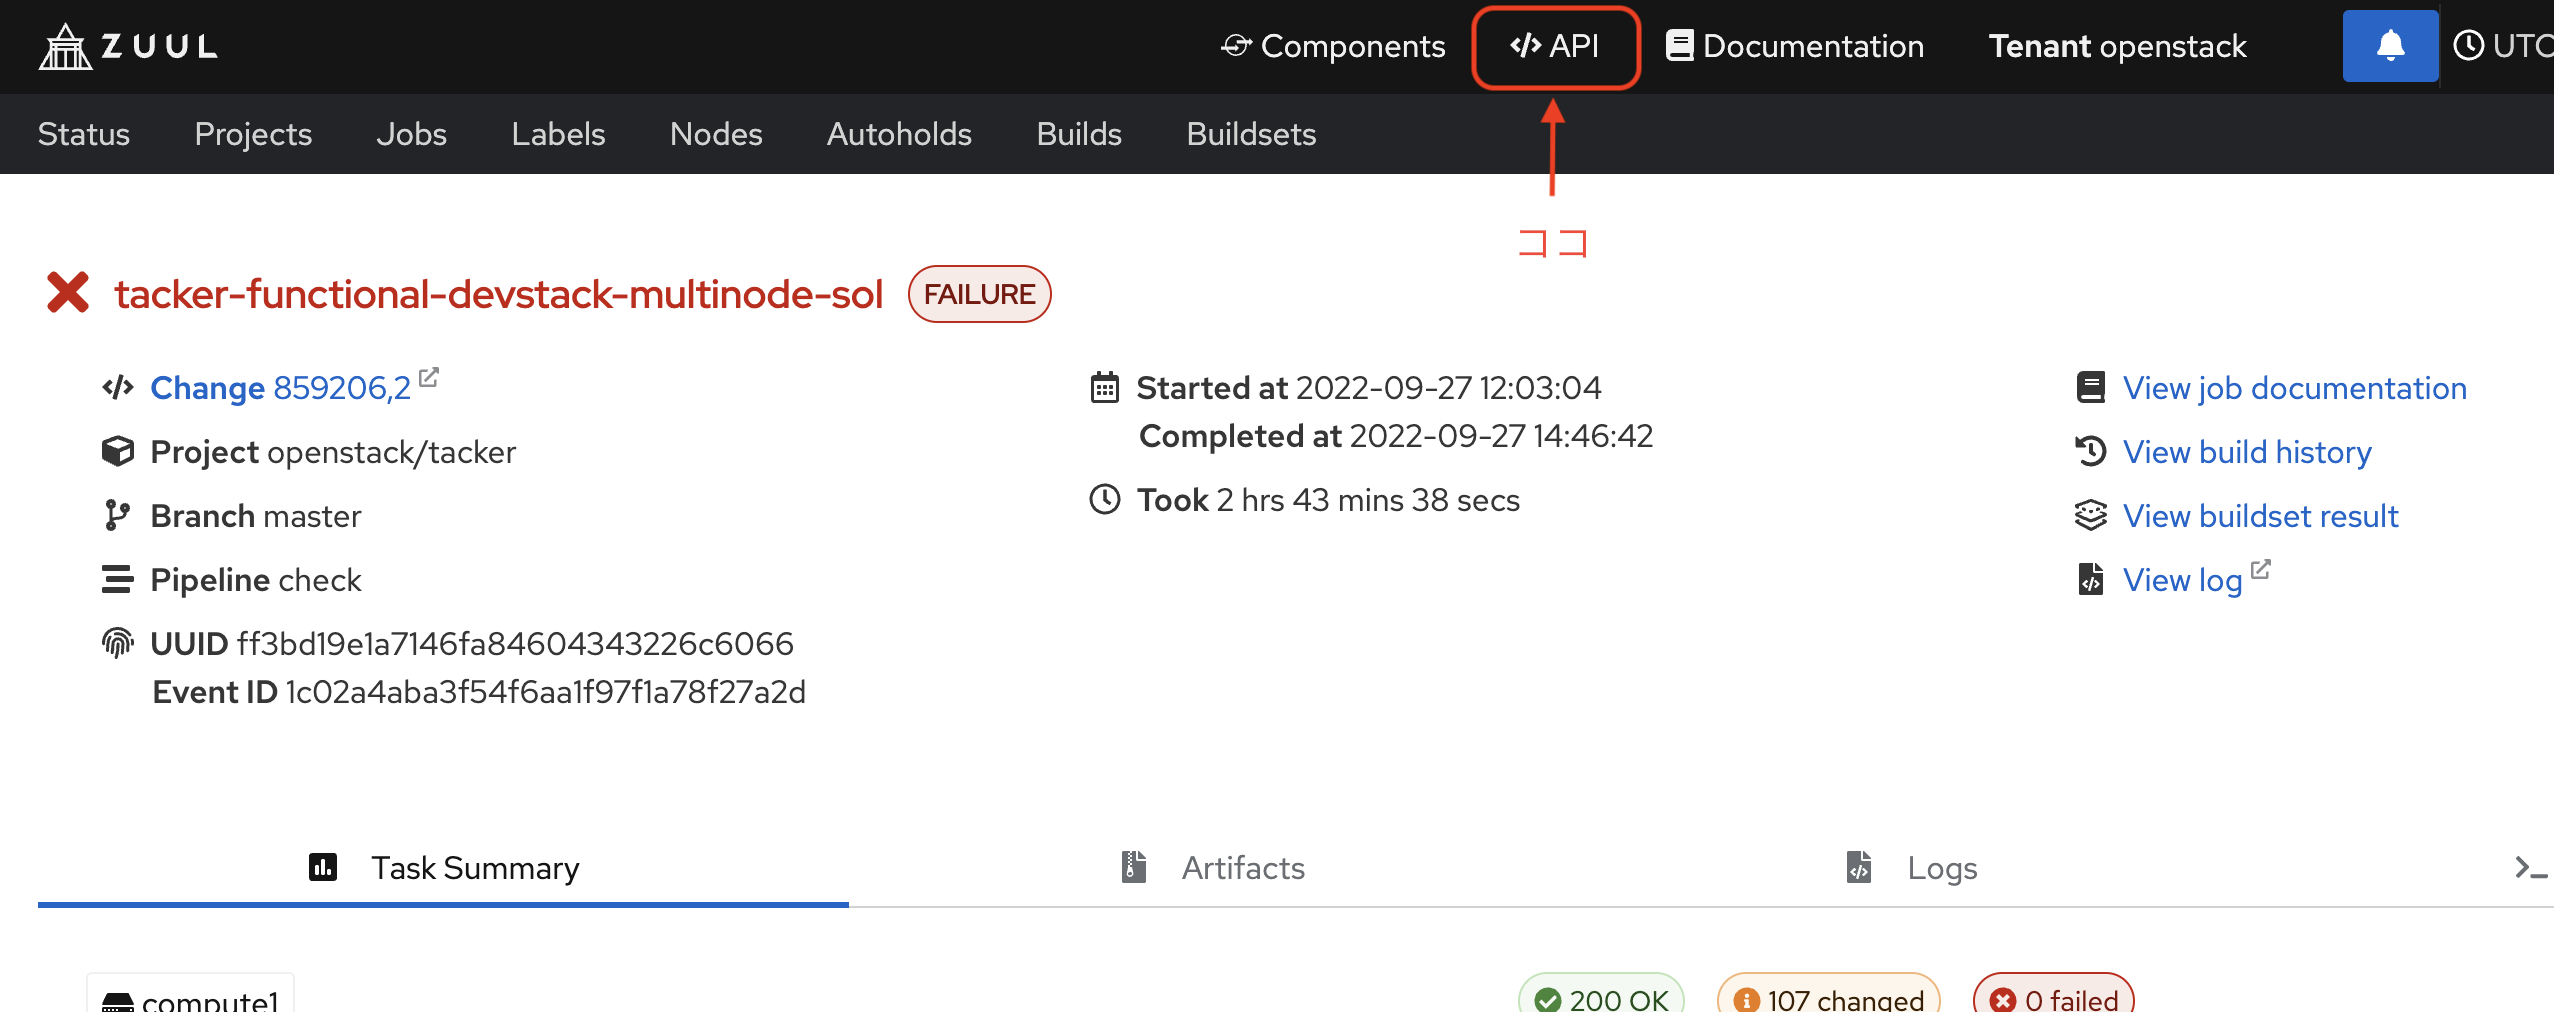 ZUUL
Components API Documentation Tenant openstack UTC
Status Projects Jobs Labels Nodes Autoholds Builds Buildsets
ココ
tacker-functional-devstack-multinode-sol FAILURE
Change 859206,2
Project openstack/tacker
Branch master
Pipeline check
UUID ff3bd19e1a7146fa84604343226c6066
Event ID 1c02a4aba3f54f6aa1f97f1a78f27a2d
Started at 2022-09-27 12:03:04
Completed at 2022-09-27 14:46:42
Took 2 hrs 43 mins 38 secs
View job documentation
View build history
View buildset result
View log
Task Summary Artifacts Logs
compute1 200 OK 107 changed 0 failed